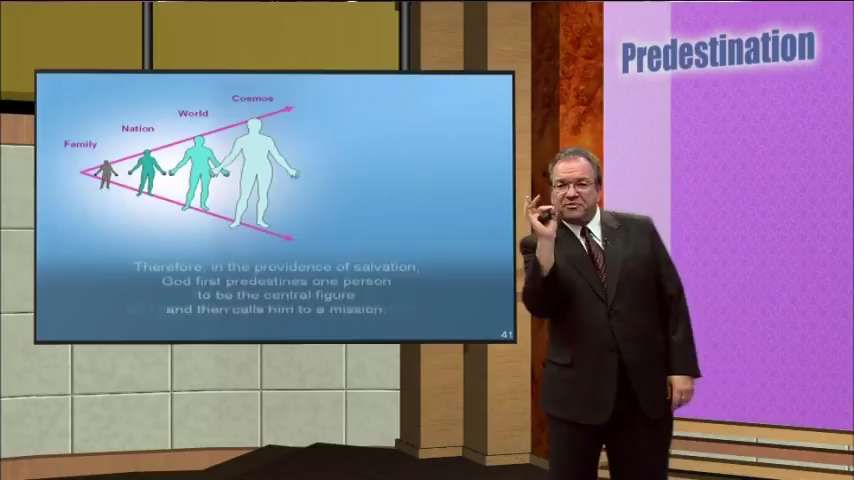 Predestination
Cosmos
World
Nation
Family
Therefore, in the providence of salvation,
God first predestines one person
to be the central figure
and then calls him to a mission.
41